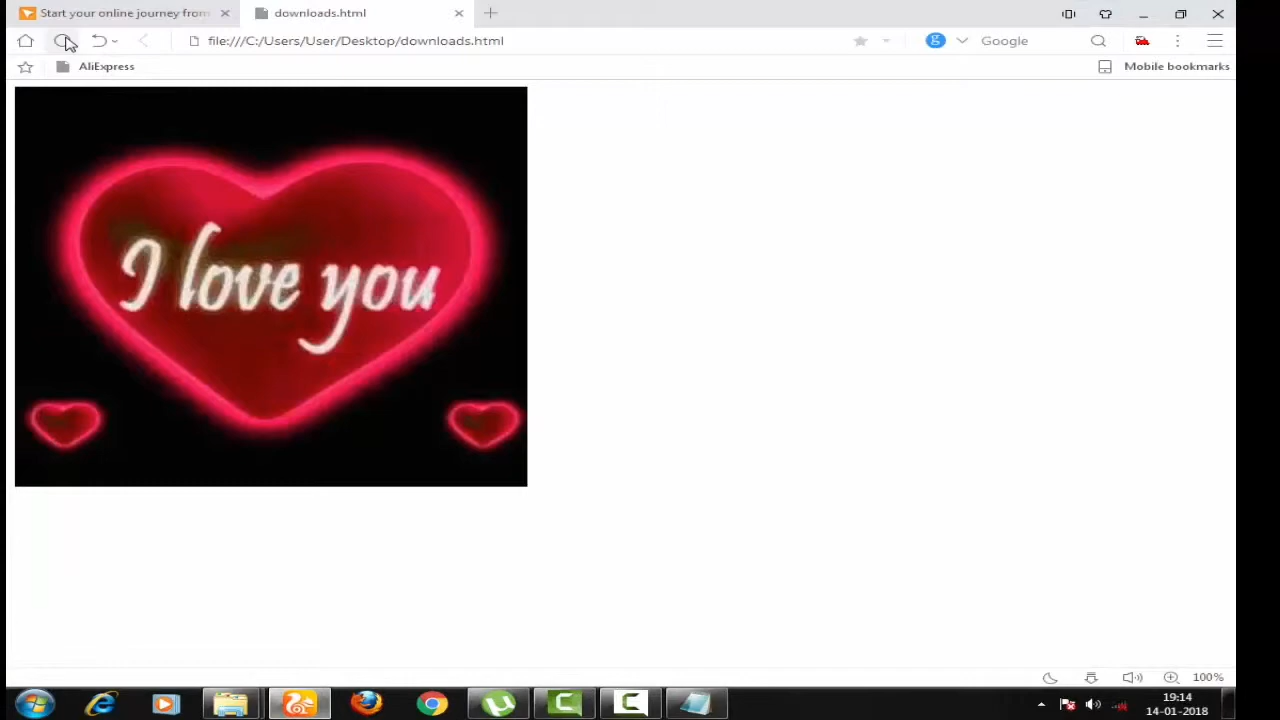 Start your online journey from
downloads.html
file:///C:/Users/User/Desktop/downloads.html
Google
AliExpress
Mobile bookmarks
I love you
100%
19:14
14-01-2018